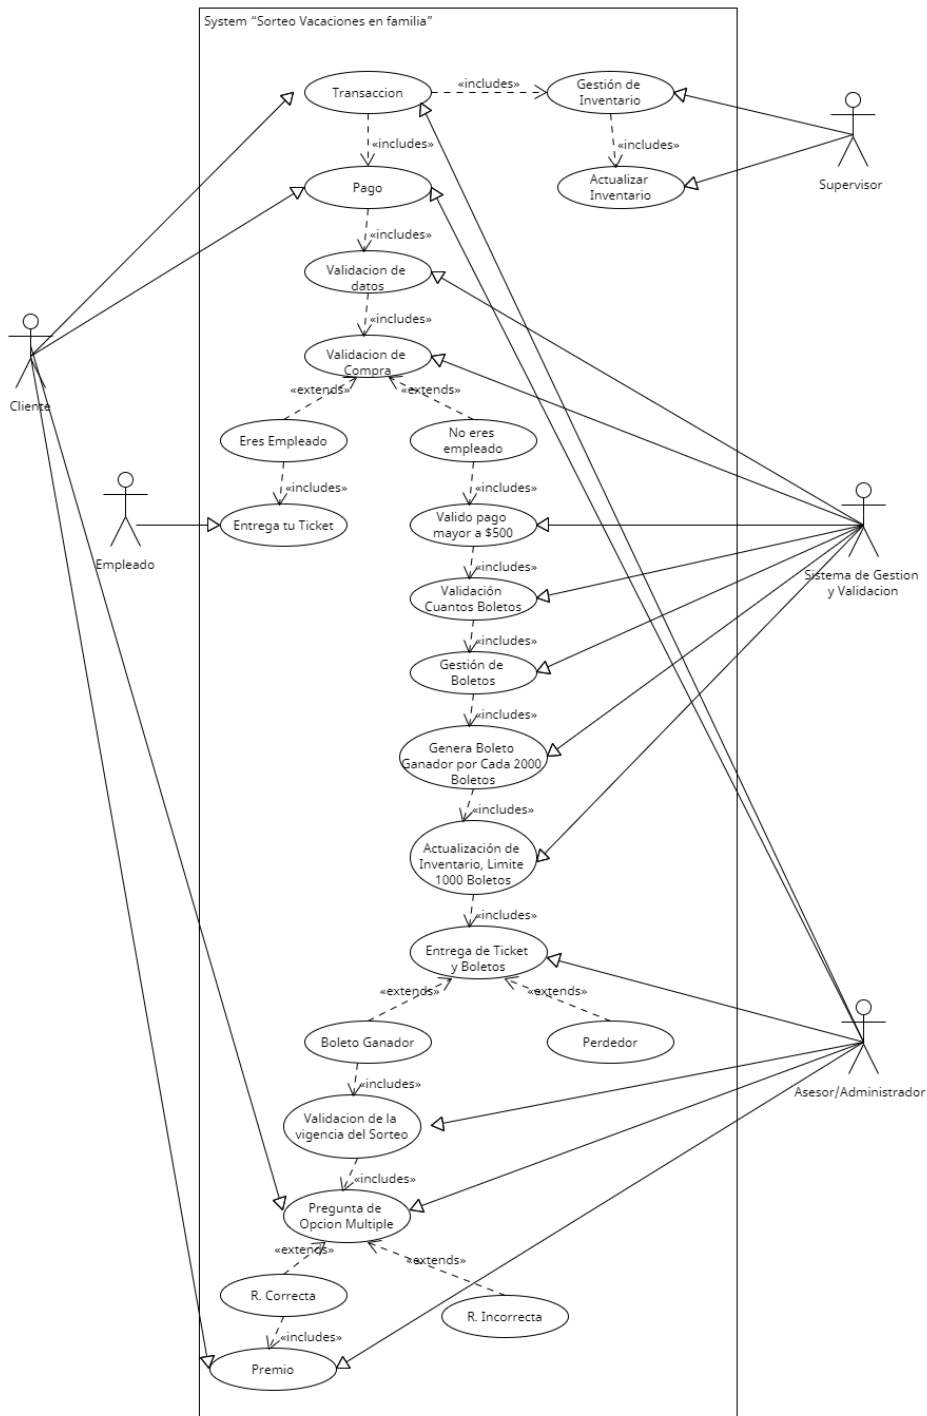 System “Sorteo Vacaciones en familia”
Transaccion
«includes»
Gestión de
Inventario
«includes»
«includes»
Supervisor
Pago
Actualizar
Inventario
«includes»
Validacion de
datos
«includes»
Validacion de
Compra
Cliente
«extends»
«extends»
Eres Empleado
No eres
empleado
«includes»
«includes»
Entrega tu Ticket
Valido pago
mayor a $500
Empleado
«includes»
Sistema de Gestion
y Validacion
Validación
Cuantos Boletos
«includes»
Gestión de
Boletos
«includes»
Genera Boleto
Ganador por Cada 2000
Boletos
«includes»
Actualización de
Inventario, Limite
1000 Boletos
«includes»
Entrega de Ticket
y Boletos
«extends»
«extends»
Boleto Ganador
Perdedor
«includes»
Asesor/Administrador
Validacion de la
vigencia del Sorteo
«includes»
Pregunta de
Opcion Multiple
«extends»
«extends»
R. Correcta
R. Incorrecta
«includes»
Premio